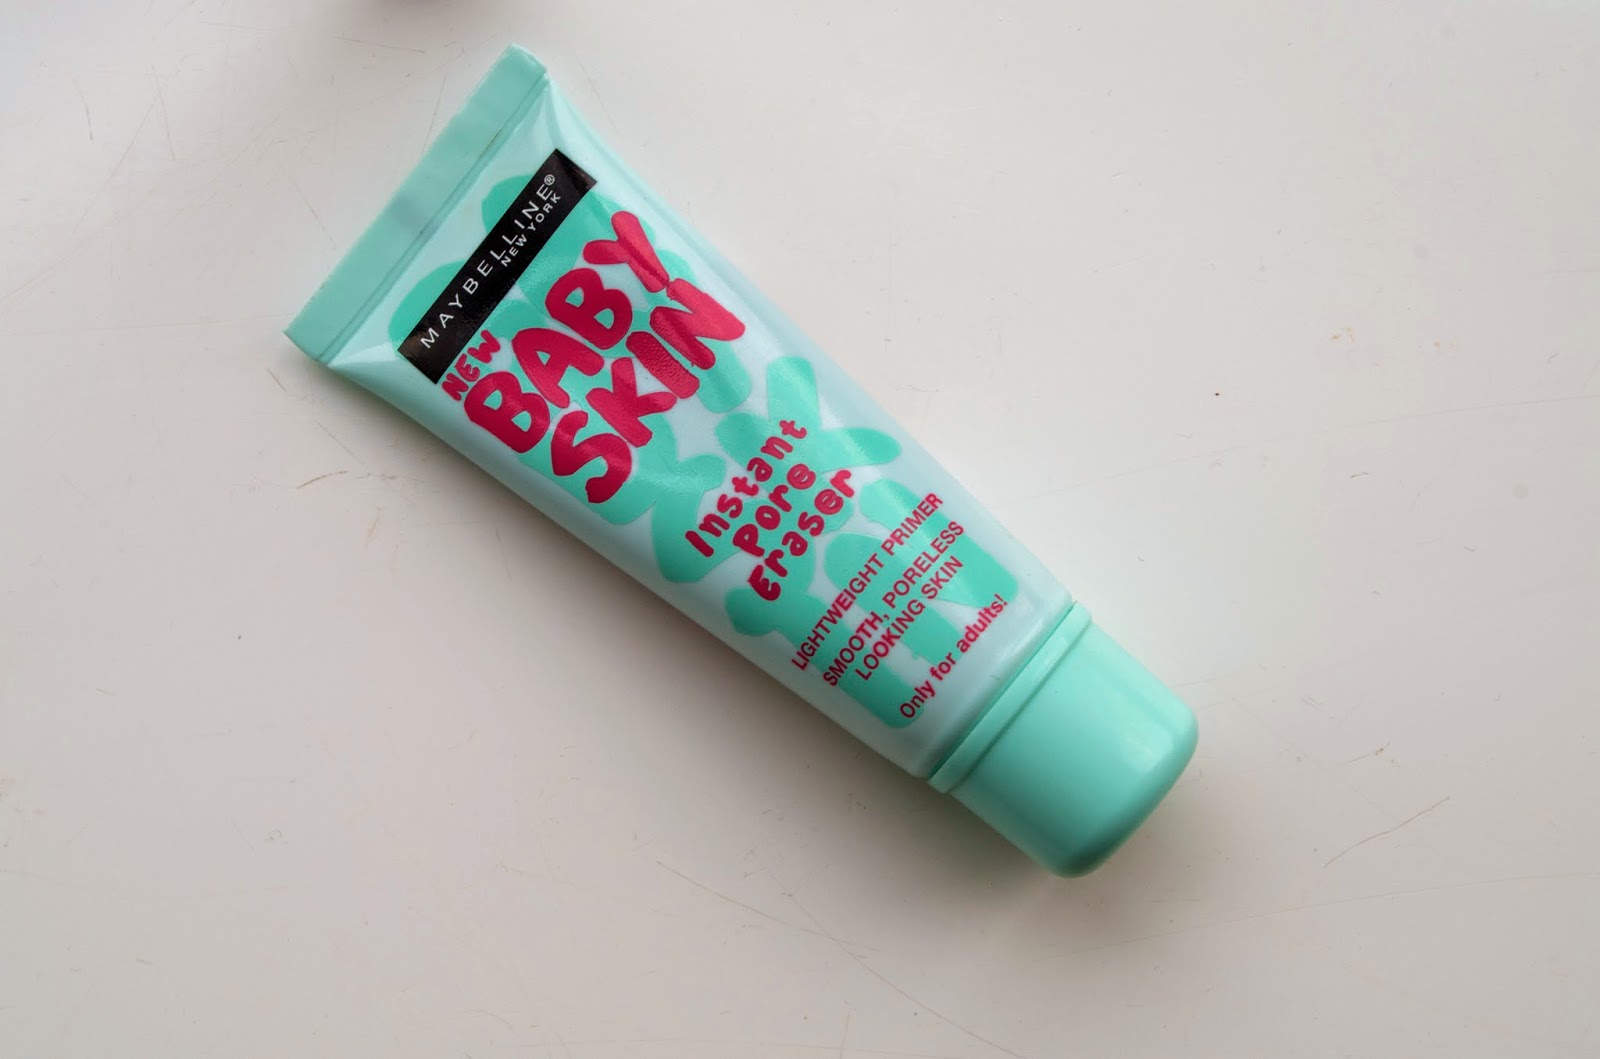 MAYBELLINE®
NEW YORK
NEW
BABY
SKIN
Instant
Pore
Eraser
LIGHTWEIGHT PRIMER
SMOOTH, PORELESS
LOOKING SKIN
Only for adults!